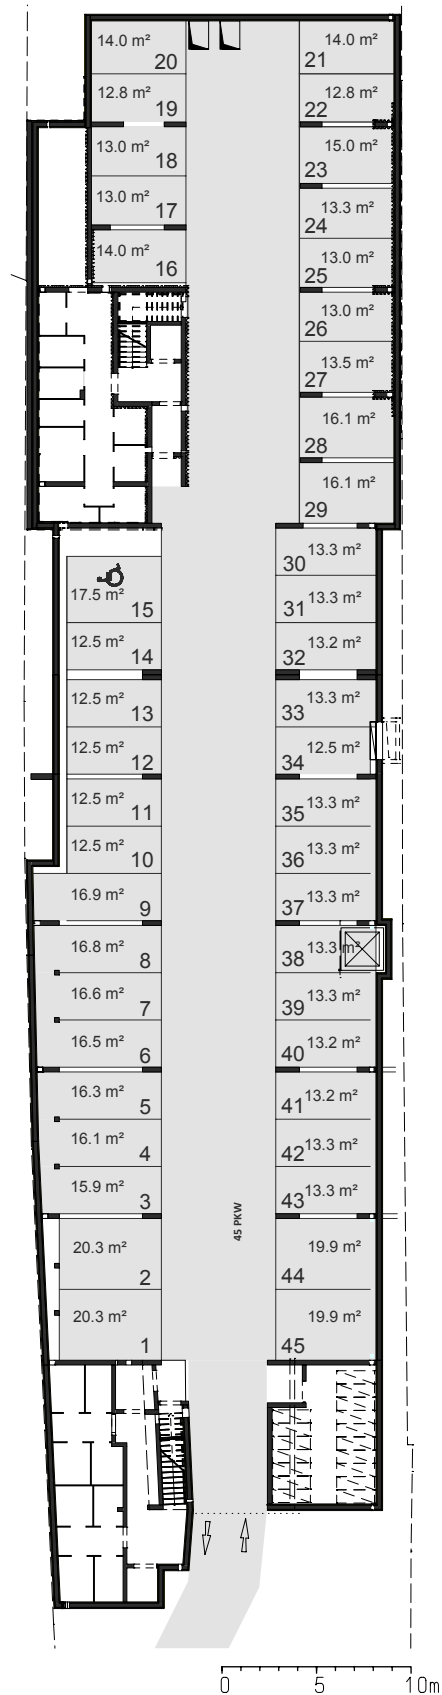 14.0 m²
20
14.0 m²
21
12.8 m²
19
12.8 m²
22
13.0 m²
18
15.0 m²
23
13.0 m²
17
13.3 m²
24
14.0 m²
16
13.0 m²
25
13.0 m²
26
13.5 m²
27
16.1 m²
28
16.1 m²
29
13.3 m²
30
17.5 m²
15
13.3 m²
31
12.5 m²
14
13.2 m²
32
12.5 m²
13
13.3 m²
33
12.5 m²
12
12.5 m²
34
12.5 m²
11
13.3 m²
35
12.5 m²
10
13.3 m²
36
16.9 m²
9
13.3 m²
37
16.8 m²
8
13.3 m²
38
16.6 m²
7
13.3 m²
39
16.5 m²
6
13.2 m²
40
16.3 m²
5
13.2 m²
41
16.1 m²
4
13.3 m²
42
15.9 m²
3
13.3 m²
43
45 PKW
20.3 m²
2
19.9 m²
44
20.3 m²
1
19.9 m²
45
0 5 10m